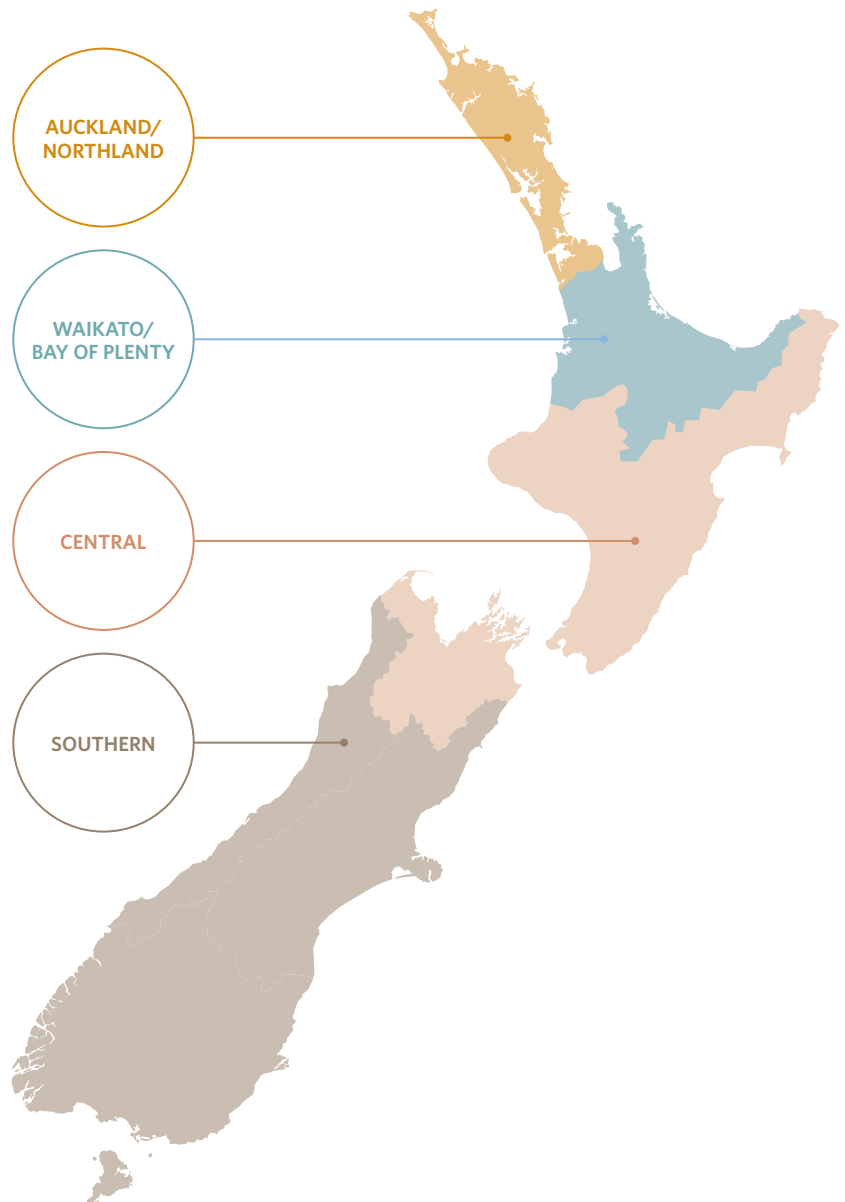 AUCKLAND/
NORTHLAND
WAIKATO/
BAY OF PLENTY
CENTRAL
SOUTHERN